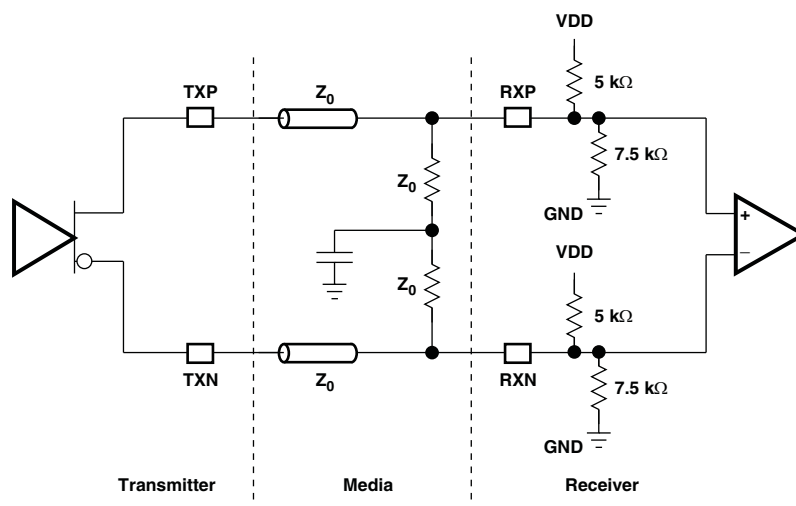 VDD
TXP
Z0
RXP
5 kΩ
7.5 kΩ
Z0
GND
+
VDD
−
Z0
5 kΩ
TXN
Z0
RXN
7.5 kΩ
GND
Transmitter
Media
Receiver